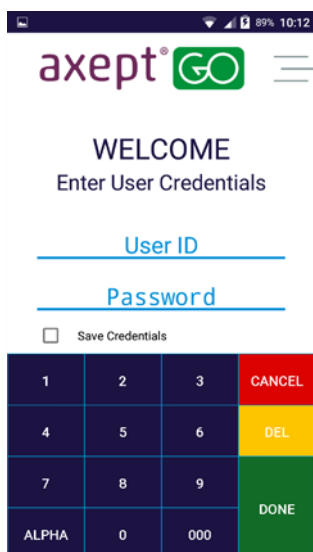 89% 10:12
axept® GO
WELCOME
Enter User Credentials
User ID
Password
Save Credentials
1 2 3 CANCEL
4 5 6 DEL
7 8 9
DONE
ALPHA 0 000